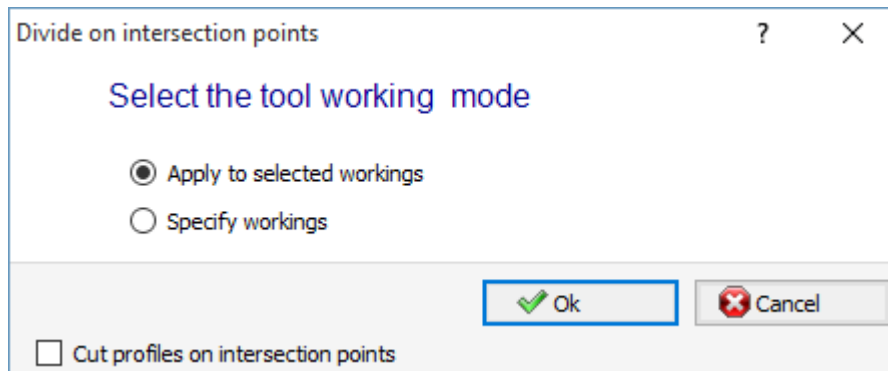 Divide on intersection points
?
Select the tool working mode
Apply to selected workings
Specify workings
Ok
Cancel
Cut profiles on intersection points